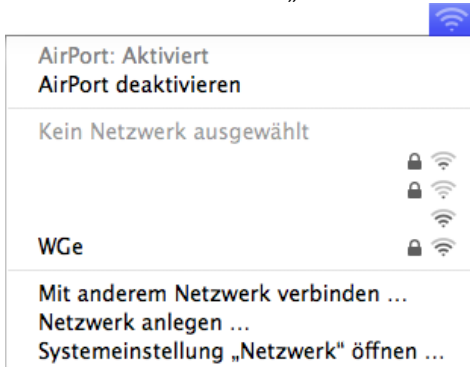 „
AirPort: Aktiviert
AirPort deaktivieren
Kein Netzwerk ausgewählt
WGe
Mit anderem Netzwerk verbinden ...
Netzwerk anlegen ...
Systemeinstellung „Netzwerk“ öffnen ...